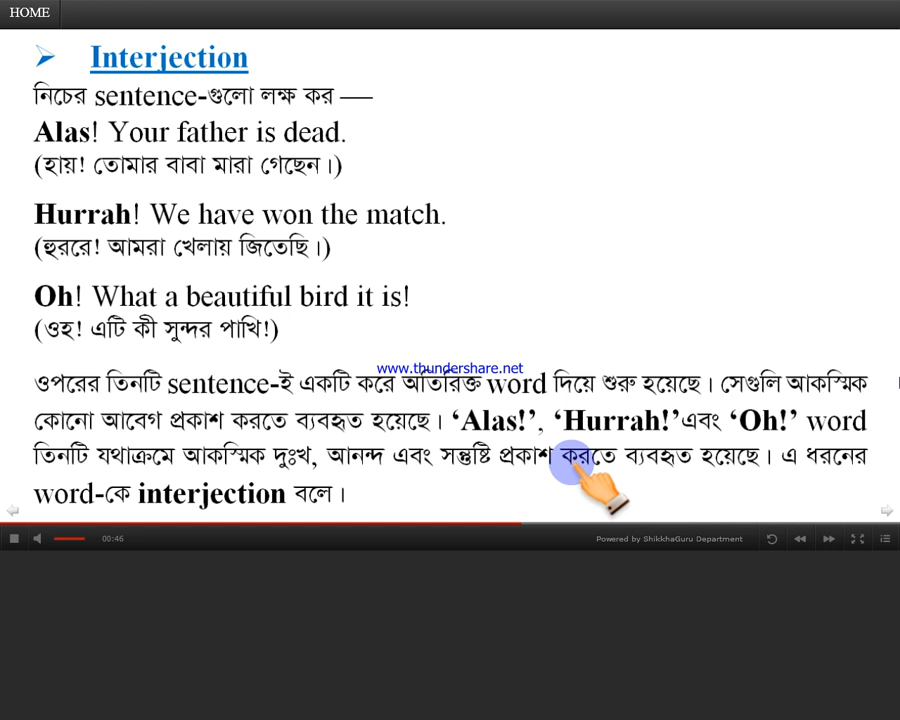 HOME
Interjection
নিচের sentence-গুলো লক্ষ কর —
Alas! Your father is dead.
(হায়! তোমার বাবা মারা গেছেন।)
Hurrah! We have won the match.
(হুররে! আমরা খেলায় জিতেছি।)
Oh! What a beautiful bird it is!
(ওহ! এটি কী সুন্দর পাখি!)
www.thundershare.net
ওপরের তিনটি sentence-ই একটি করে অতিরিক্ত word দিয়ে শুরু হয়েছে। সেগুলি আকস্মিক
কোনো আবেগ প্রকাশ করতে ব্যবহৃত হয়েছে। ‘Alas!’, ‘Hurrah!’এবং ‘Oh!’ word
তিনটি যথাক্রমে আকস্মিক দুঃখ, আনন্দ এবং সন্তুষ্টি প্রকাশ করতে ব্যবহৃত হয়েছে। এ ধরনের
word-কে interjection বলে।
00:46
Powered by ShikkhaGuru Department